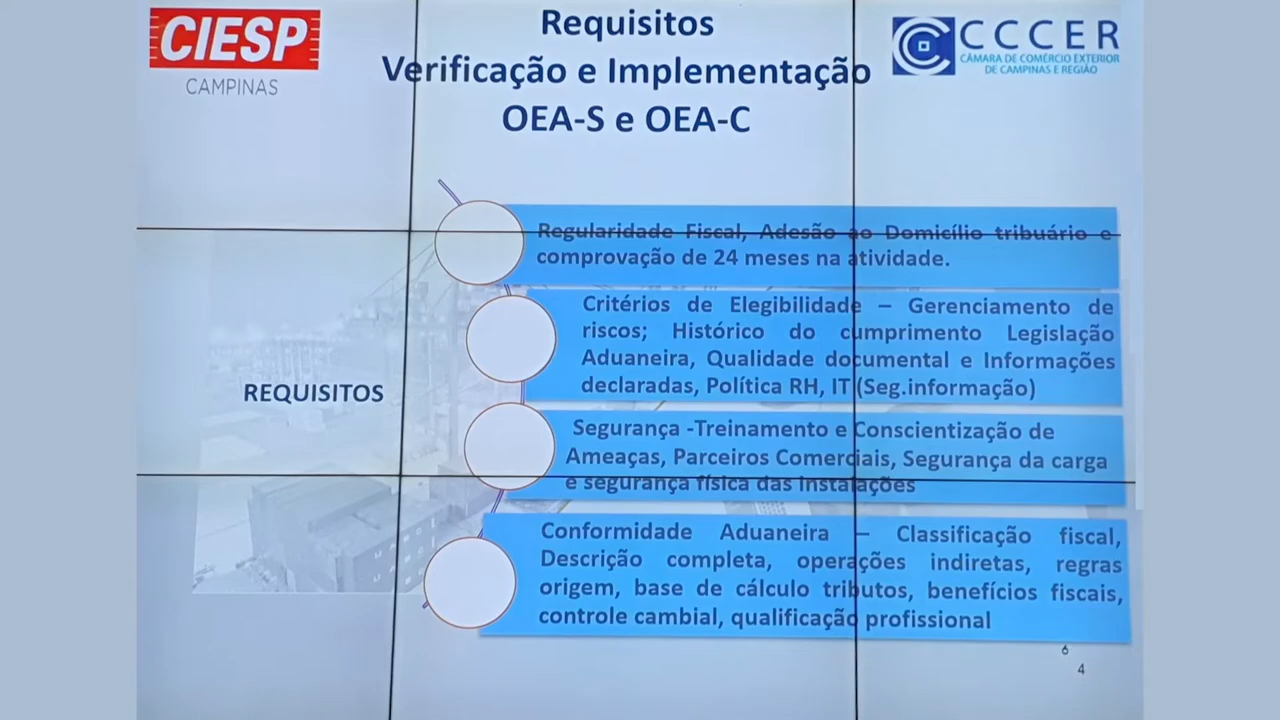 CIESP
CAMPINAS
Requisitos
Verificação e Implementação
OEA-S e OEA-C
CCCER
CÂMARA DE COMÉRCIO EXTERIOR
DE CAMPINAS E REGIÃO
REQUISITOS
Regularidade Fiscal, Adesão ao Domicílio tribuário e
comprovação de 24 meses na atividade.
Critérios de Elegibilidade – Gerenciamento de
riscos; Histórico do cumprimento Legislação
Aduaneira, Qualidade documental e Informações
declaradas, Política RH, IT (Seg.informação)
Segurança -Treinamento e Conscientização de
Ameaças, Parceiros Comerciais, Segurança da carga
e segurança física das instalações
Conformidade Aduaneira – Classificação fiscal,
Descrição completa, operações indiretas, regras
origem, base de cálculo tributos, benefícios fiscais,
controle cambial, qualificação profissional
6
4